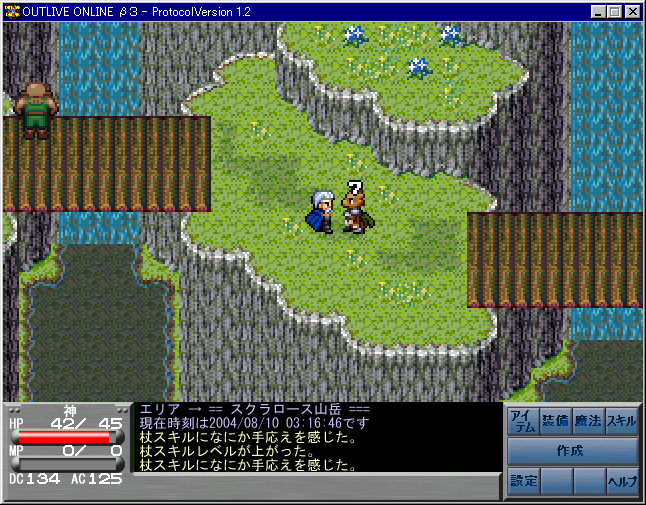 OUTLIVE ONLINE β3 - ProtocolVersion 1.2
7
神
HP 42/ 45
MP 0/ 0
DC134 AC125
エリア → == スクラロース山岳 ===
現在時刻は2004/08/10 03:16:46です
杖スキルになにか手応えを感じた。
杖スキルレベルが上がった。
杖スキルになにか手応えを感じた。
アイテム 装備 魔法 スキル
作成
設定 ヘルプ